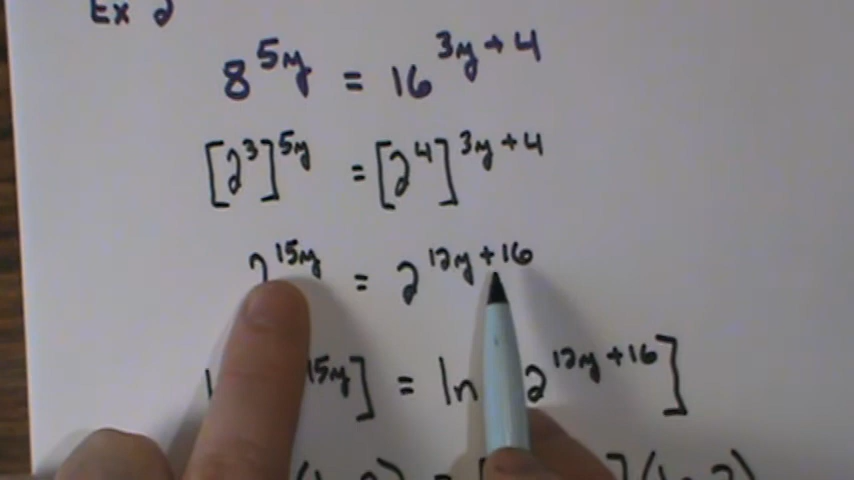 Ex 2
8^{5y} = 16^{3y+4}
[2^3]^{5y} = [2^4]^{3y+4}
2^{15y} = 2^{12y+16}
15y] = ln 2^{12y+16}]